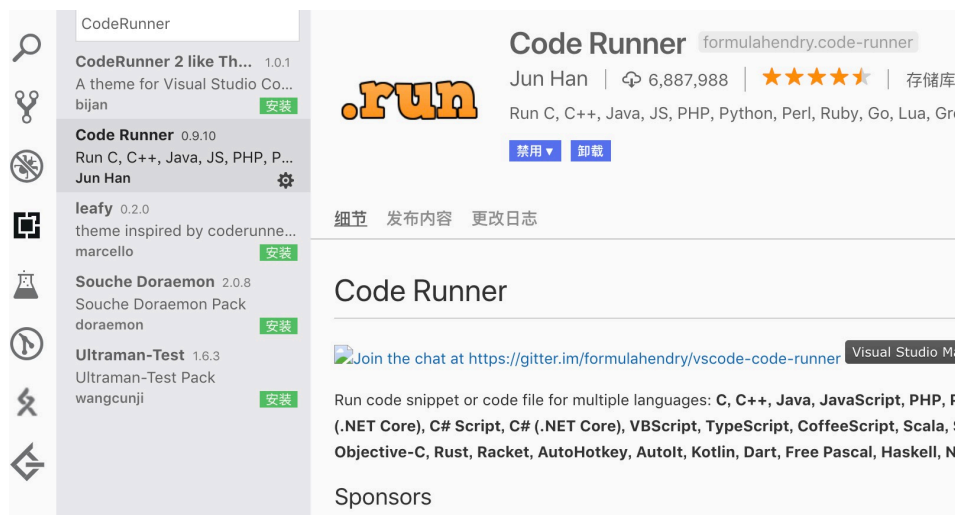 CodeRunner
CodeRunner 2 like Th... 1.0.1
A theme for Visual Studio Co...
bijan 安装
Code Runner 0.9.10
Run C, C++, Java, JS, PHP, P...
Jun Han
leafy 0.2.0
theme inspired by coderunne...
marcello 安装
Souche Doraemon 2.0.8
Souche Doraemon Pack
doraemon 安装
Ultraman-Test 1.6.3
Ultraman-Test Pack
wangcunji 安装
.run
Code Runner formulahendry.code-runner
Jun Han 6,887,988 存储库
Run C, C++, Java, JS, PHP, Python, Perl, Ruby, Go, Lua, Gr
禁用 卸载
细节 发布内容 更改日志
Code Runner
Join the chat at https://gitter.im/formulahendry/vscode-code-runner Visual Studio Ma
Run code snippet or code file for multiple languages: C, C++, Java, JavaScript, PHP,
(.NET Core), C# Script, C# (.NET Core), VBScript, TypeScript, CoffeeScript, Scala,
Objective-C, Rust, Racket, AutoHotkey, AutoIt, Kotlin, Dart, Free Pascal, Haskell, N
Sponsors